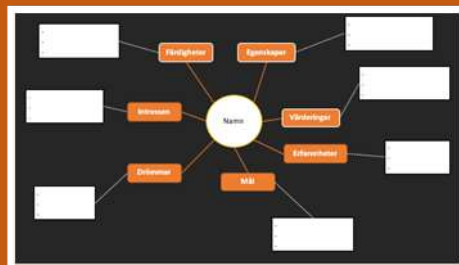 Färdigheter
Egenskaper
Intressen
Namn
Värderingar
Erfarenheter
Drömmar
Mål